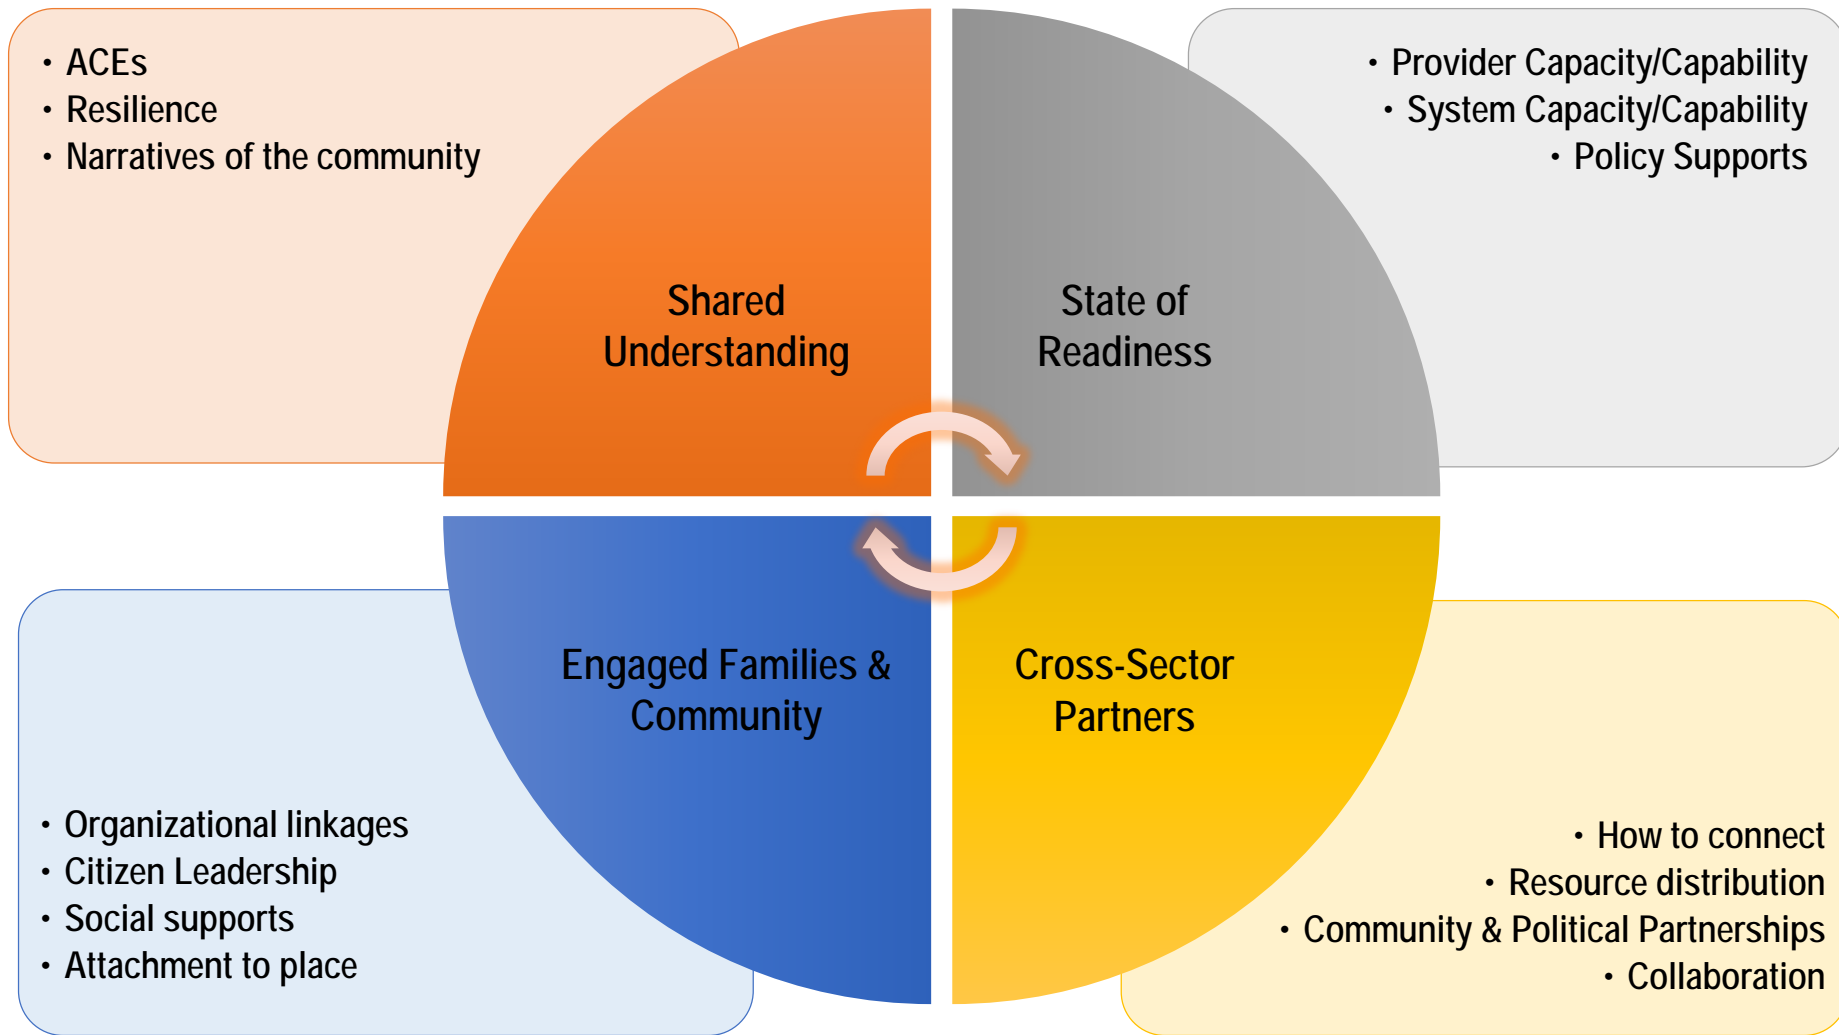 • ACEs
• Resilience
• Narratives of the community
• Provider Capacity/Capability
• System Capacity/Capability
• Policy Supports
Shared
Understanding
State of
Readiness
Engaged Families &
Community
Cross-Sector
Partners
• Organizational linkages
• Citizen Leadership
• Social supports
• Attachment to place
• How to connect
• Resource distribution
• Community & Political Partnerships
• Collaboration